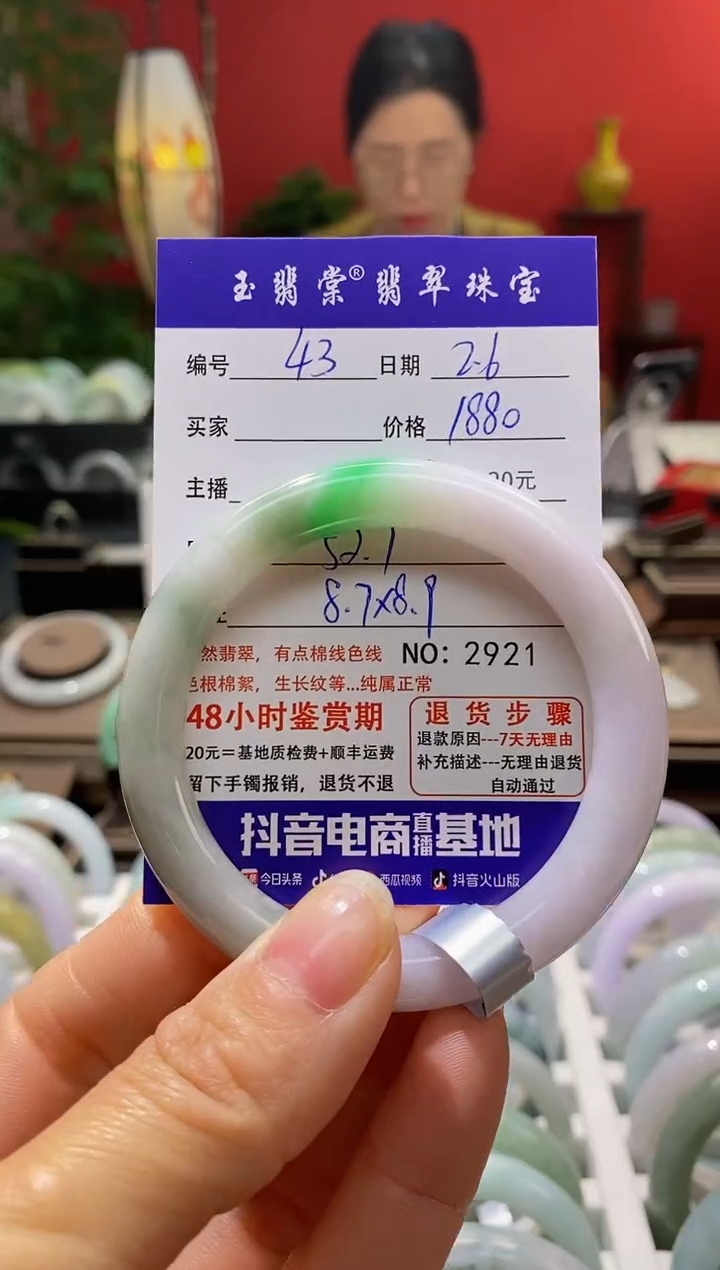 玉翡棠®翡翠珠宝
编号 43 日期 2.6
买家 价格 1880
主播 20元
52.1
8.7x8.9
然翡翠，有点棉线色线 NO: 2921
色根棉絮，生长纹等...纯属正常
48小时鉴赏期 退货步骤
退款原因---7天无理由
20元=基地质检费+顺丰运费
补充描述---无理由退货
留下手镯报销，退货不退
自动通过
抖音电商直播基地
今日头条 西瓜视频 抖音火山版